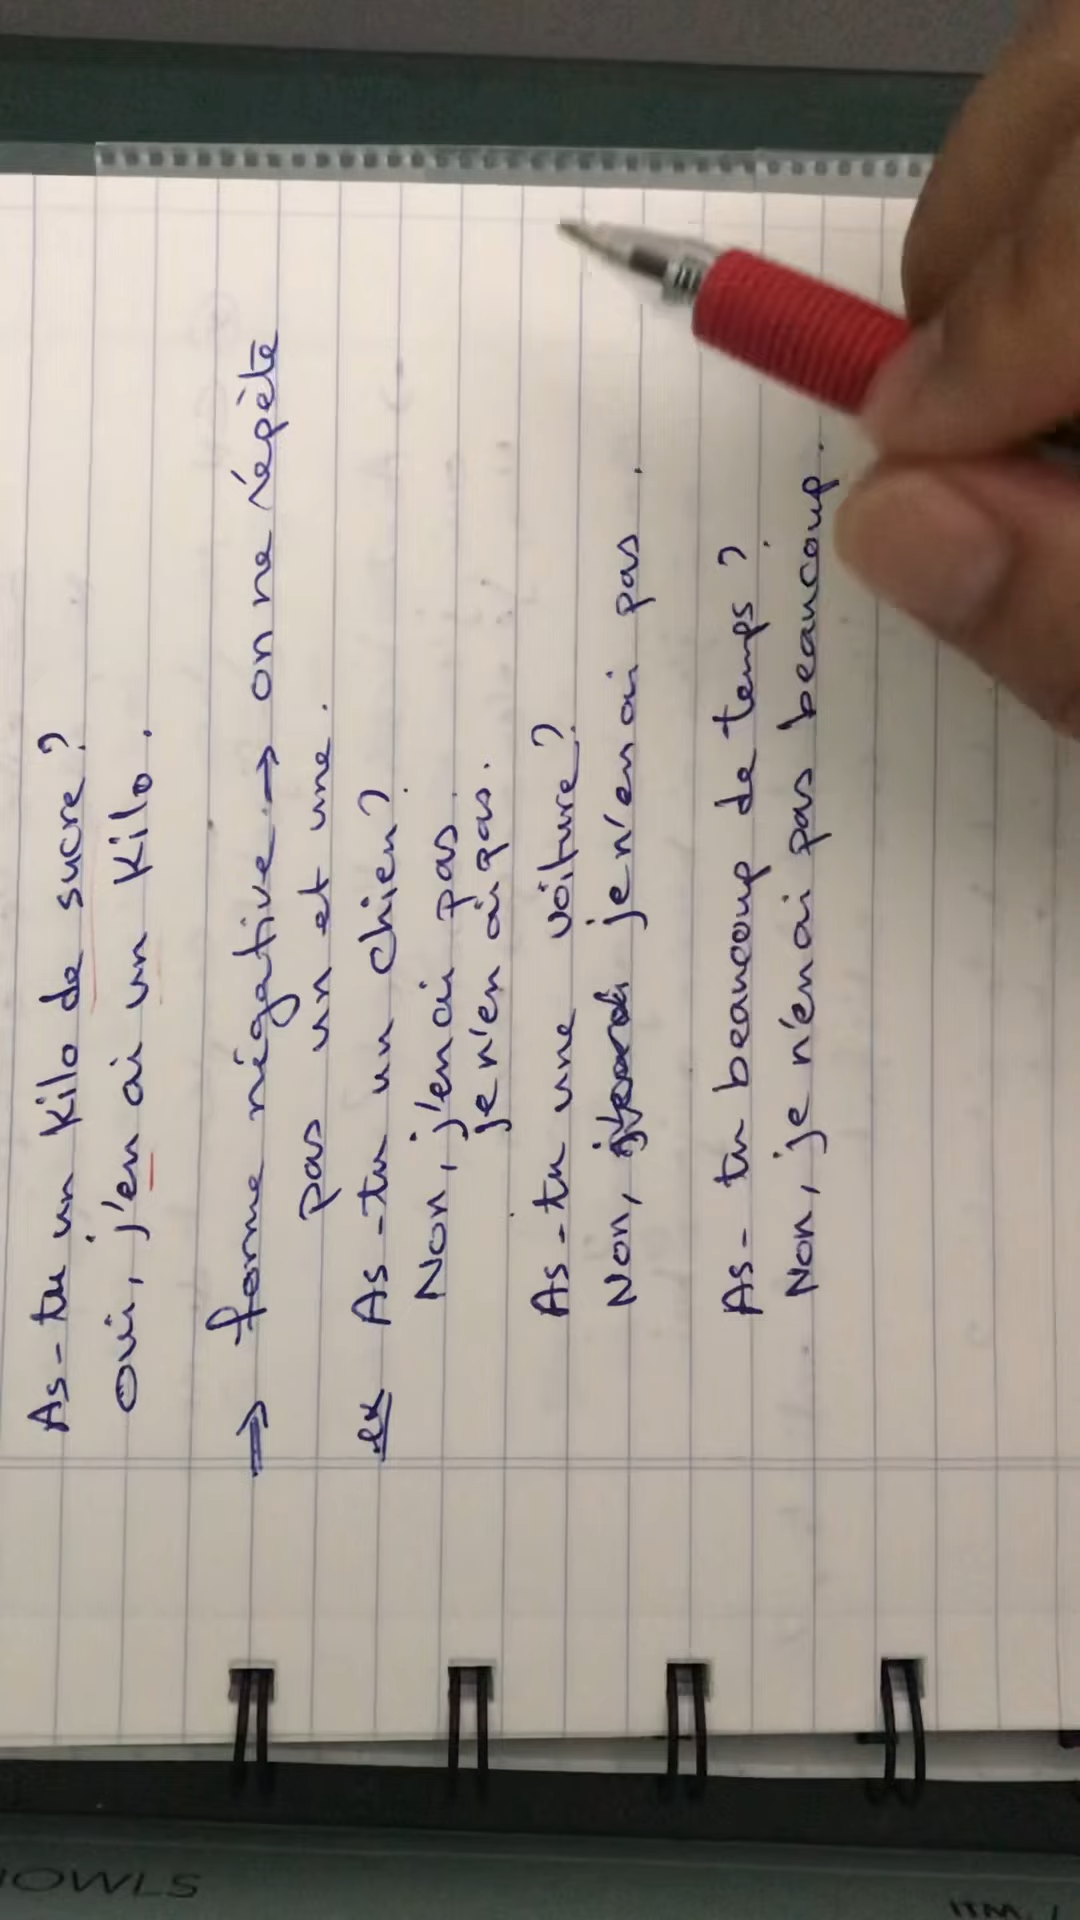 As-tu un kilo de sucre?
oui, j'en ai un kilo.
⇒ forme négative → on ne répète
pas un et une.
ex As-tu un chien?
Non, j'en ai pas.
je n'en ai pas.
As-tu une voiture?
Non, je n'en ai pas.
As-tu beaucoup de temps?
Non, je n'en ai pas beaucoup.
OWLS